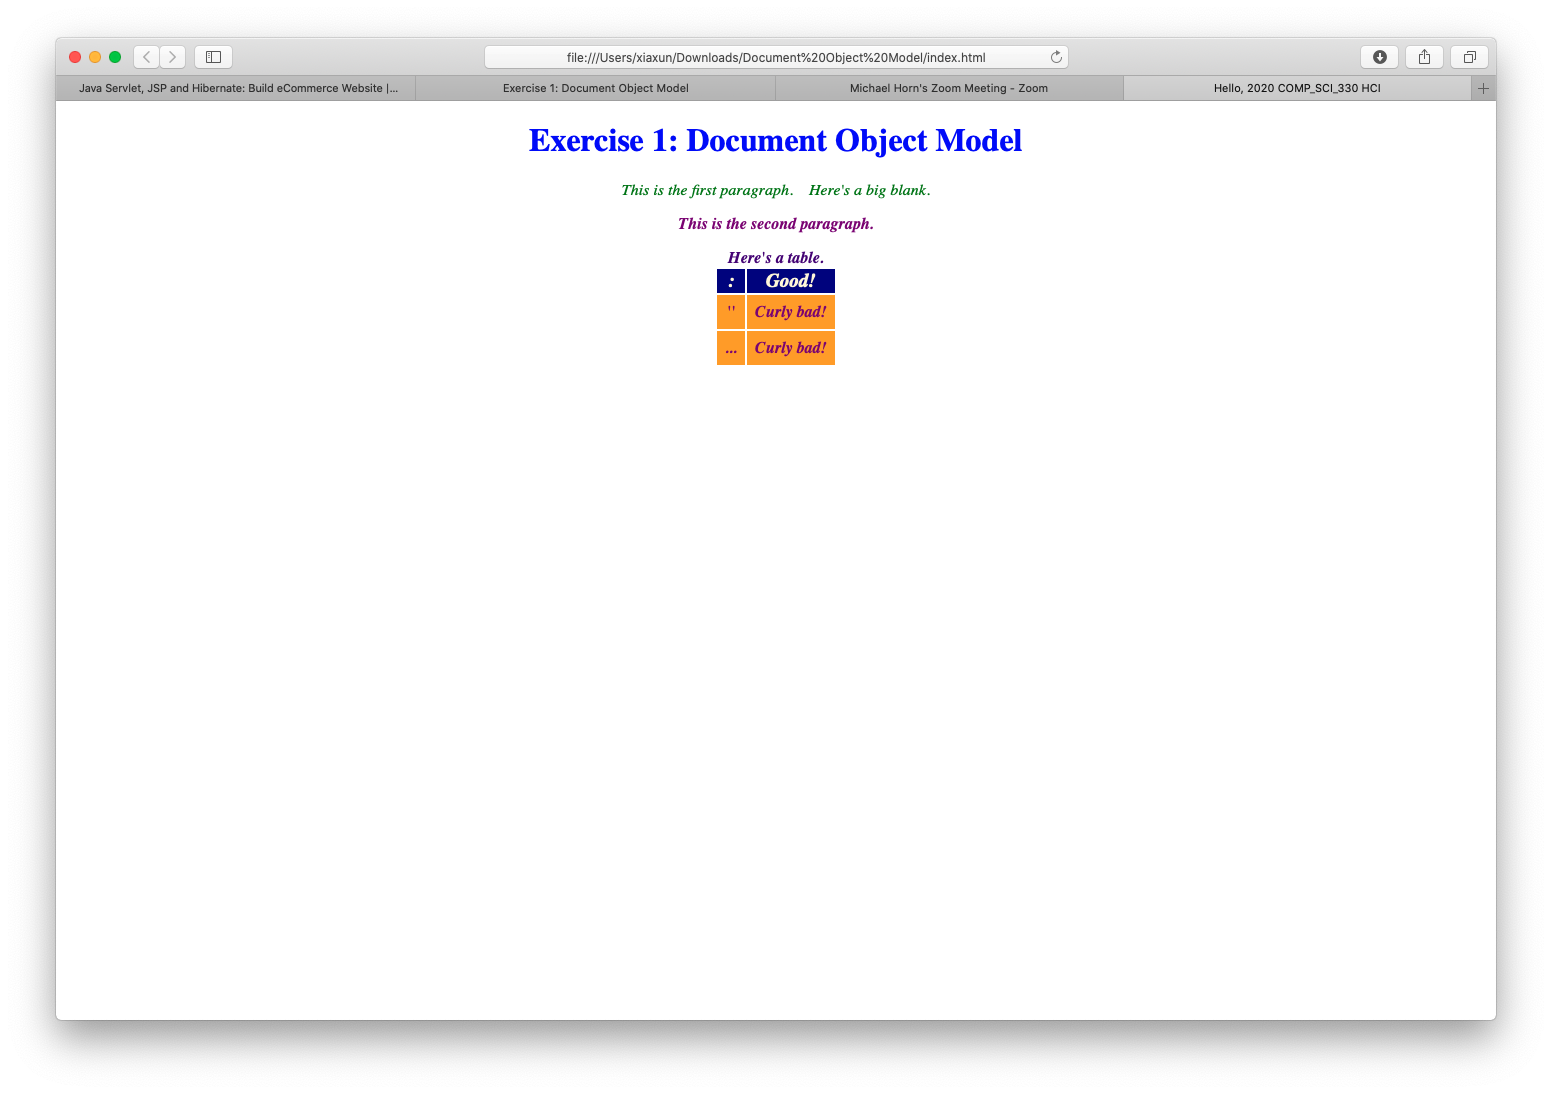 file:///Users/xiaxun/Downloads/Document%20Object%20Model/index.html
Java Servlet, JSP and Hibernate: Build eCommerce Website |... Exercise 1: Document Object Model Michael Horn's Zoom Meeting - Zoom Hello, 2020 COMP_SCI_330 HCI
Exercise 1: Document Object Model
This is the first paragraph. Here's a big blank.
This is the second paragraph.
Here's a table.
: Good!
'' Curly bad!
... Curly bad!